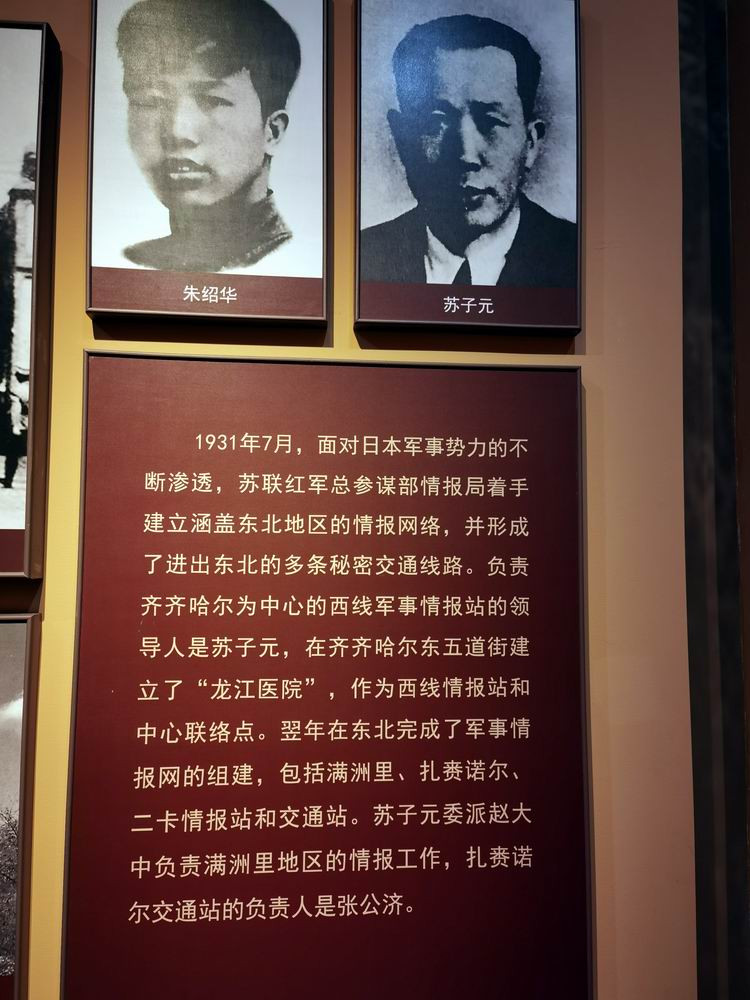 朱绍华
苏子元
1931年7月，面对日本军事势力的不
断渗透，苏联红军总参谋部情报局着手
建立涵盖东北地区的情报网络，并形成
了进出东北的多条秘密交通线路。负责
齐齐哈尔为中心的西线军事情报站的领
导人是苏子元，在齐齐哈尔东五道街建
立了“龙江医院”，作为西线情报站和
中心联络点。翌年在东北完成了军事情
报网的组建，包括满洲里、扎赉诺尔、
二卡情报站和交通站。苏子元委派赵大
中负责满洲里地区的情报工作，扎赉诺
尔交通站的负责人是张公济。